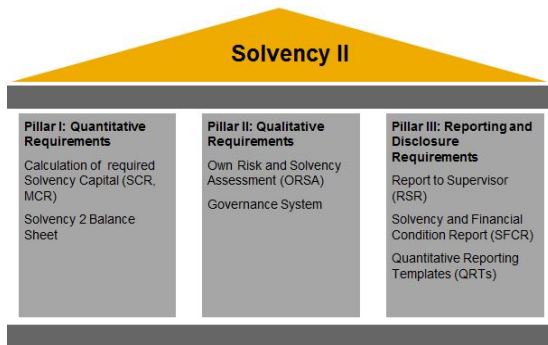 Solvency II
Pillar I: Quantitative
Requirements
Calculation of required
Solvency Capital (SCR,
MCR)
Solvency 2 Balance
Sheet
Pillar II: Qualitative
Requirements
Own Risk and Solvency
Assessment (ORSA)
Governance System
Pillar III: Reporting and
Disclosure
Requirements
Report to Supervisor
(RSR)
Solvency and Financial
Condition Report (SFCR)
Quantitative Reporting
Templates (QRTs)